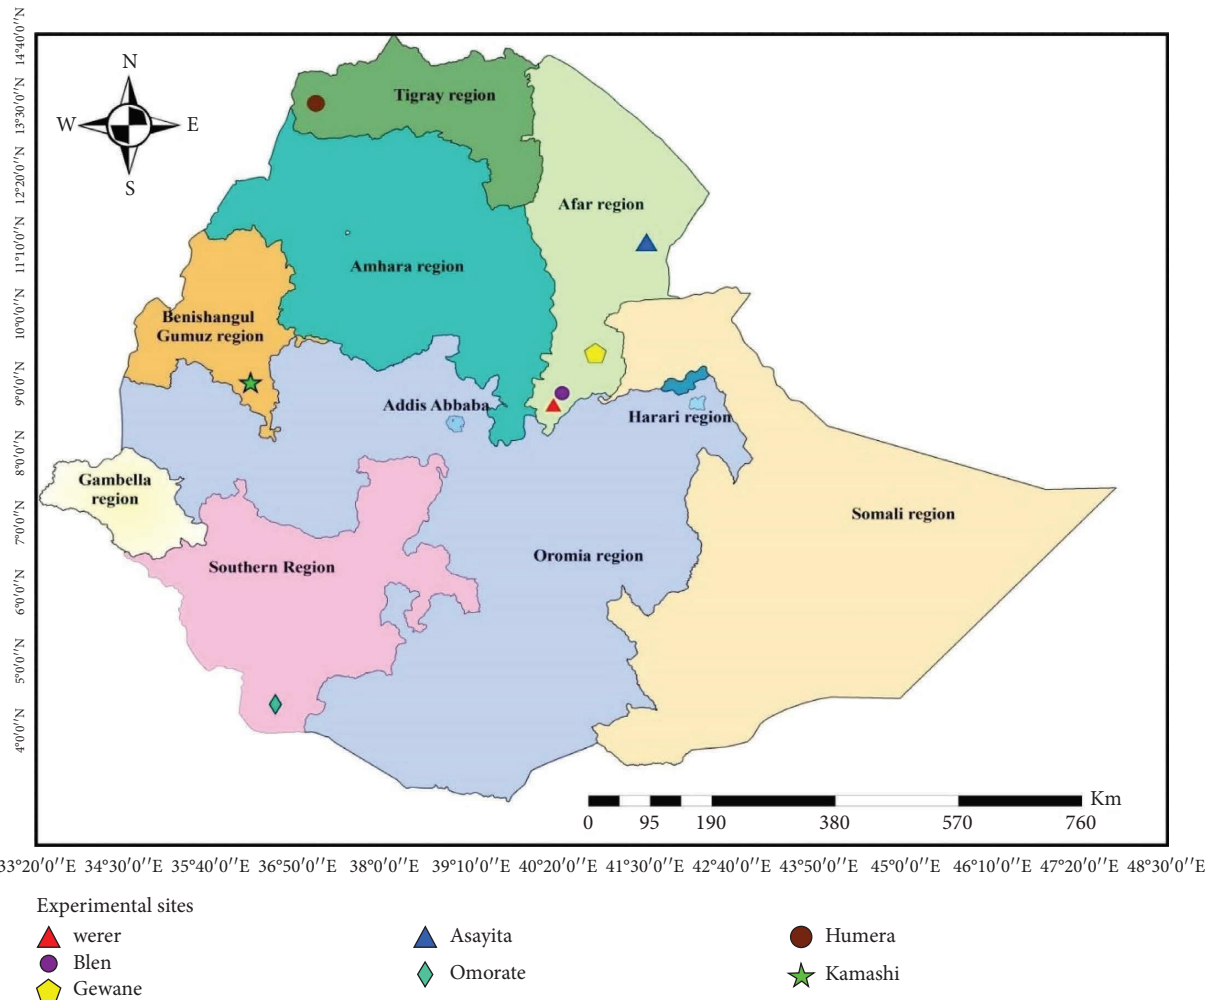 N
W E
S
14°40′0′′N
13°30′0′′N
12°20′0′′N
11°10′0′′N
10°0′0′′N
9°0′0′′N
8°0′0′′N
7°0′0′′N
6°0′0′′N
5°0′0′′N
4°0′0′′N
Tigray region
Afar region
Amhara region
Benishangul
Gumuz region
Addis Abbaba
Harari region
Gambella
region
Somali region
Oromia region
Southern Region
Km
0 95 190 380 570 760
33°20′0′′E 34°30′0′′E 35°40′0′′E 36°50′0′′E 38°0′0′′E 39°10′0′′E 40°20′0′′E 41°30′0′′E 42°40′0′′E 43°50′0′′E 45°0′0′′E 46°10′0′′E 47°20′0′′E 48°30′0′′E
Experimental sites
werer
Blen
Gewane
Asayita
Omorate
Humera
Kamashi